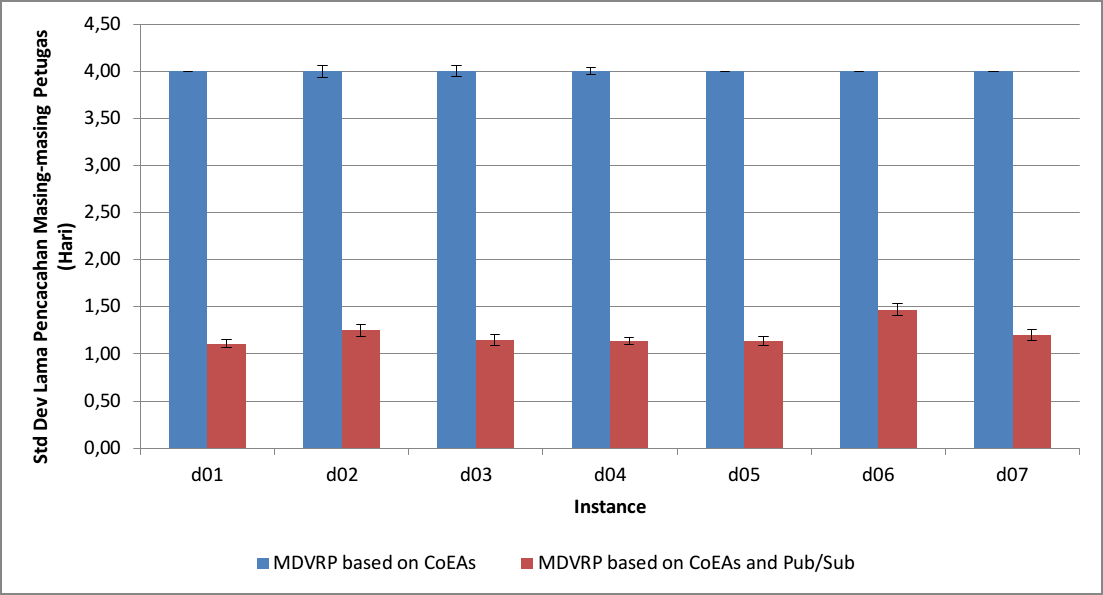 Std Dev Lama Pencacahan Masing-masing Petugas
(Hari)
4,50
4,00
3,50
3,00
2,50
2,00
1,50
1,00
0,50
0,00
d01 d02 d03 d04 d05 d06 d07
Instance
MDVRP based on CoEAs MDVRP based on CoEAs and Pub/Sub